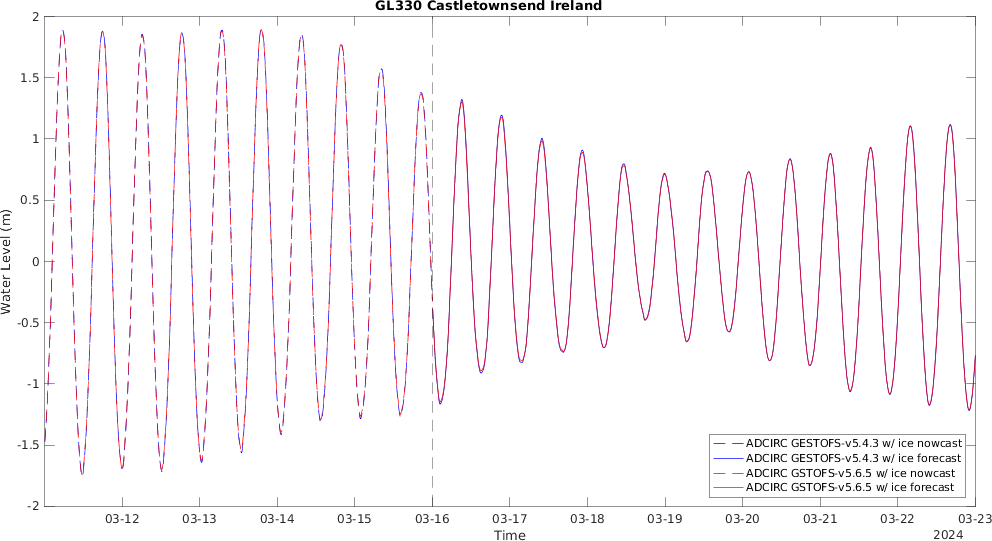 GL330 Castletownsend Ireland
2
1.5
1
0.5
0
-0.5
-1
-1.5
-2
Water Level (m)
ADCIRC GESTOFS-v5.4.3 w/ ice nowcast
ADCIRC GESTOFS-v5.4.3 w/ ice forecast
ADCIRC GSTOFS-v5.6.5 w/ ice nowcast
ADCIRC GSTOFS-v5.6.5 w/ ice forecast
03-12 03-13 03-14 03-15 03-16 03-17 03-18 03-19 03-20 03-21 03-22 03-23
Time
2024